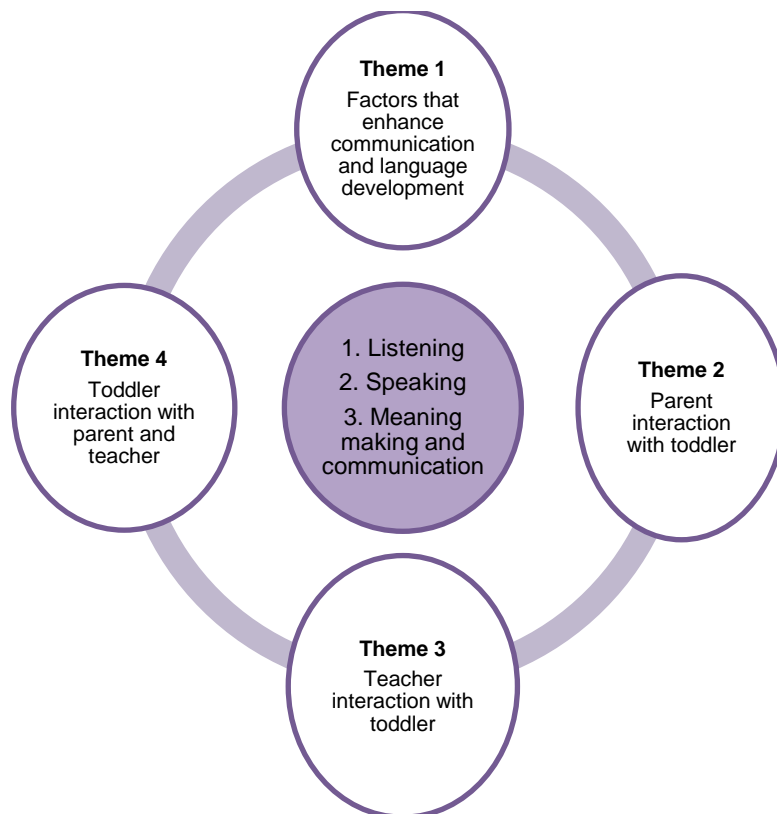 Theme 1
Factors that
enhance
communication
and language
development
Theme 4
Toddler
interaction with
parent and
teacher
1. Listening
2. Speaking
3. Meaning
making and
communication
Theme 2
Parent
interaction
with toddler
Theme 3
Teacher
interaction with
toddler